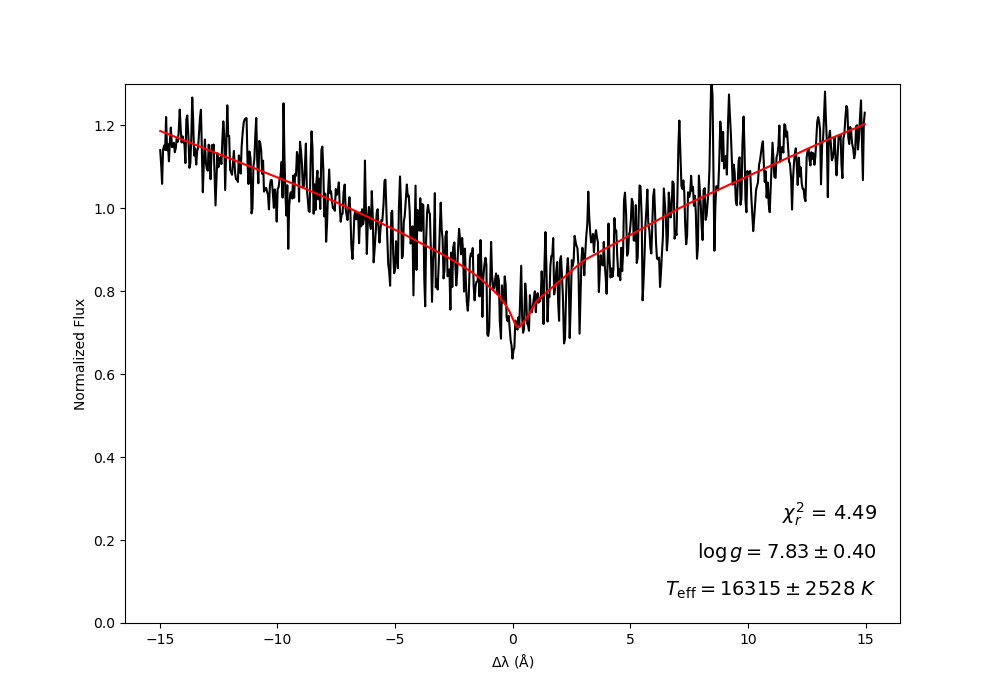 1.2
1.0
0.8
0.6
0.4
0.2
0.0
Normalized Flux
χ²ᵣ = 4.49
log g = 7.83 ± 0.40
T_eff = 16315 ± 2528 K
−15 −10 −5 0 5 10 15
Δλ (Å)